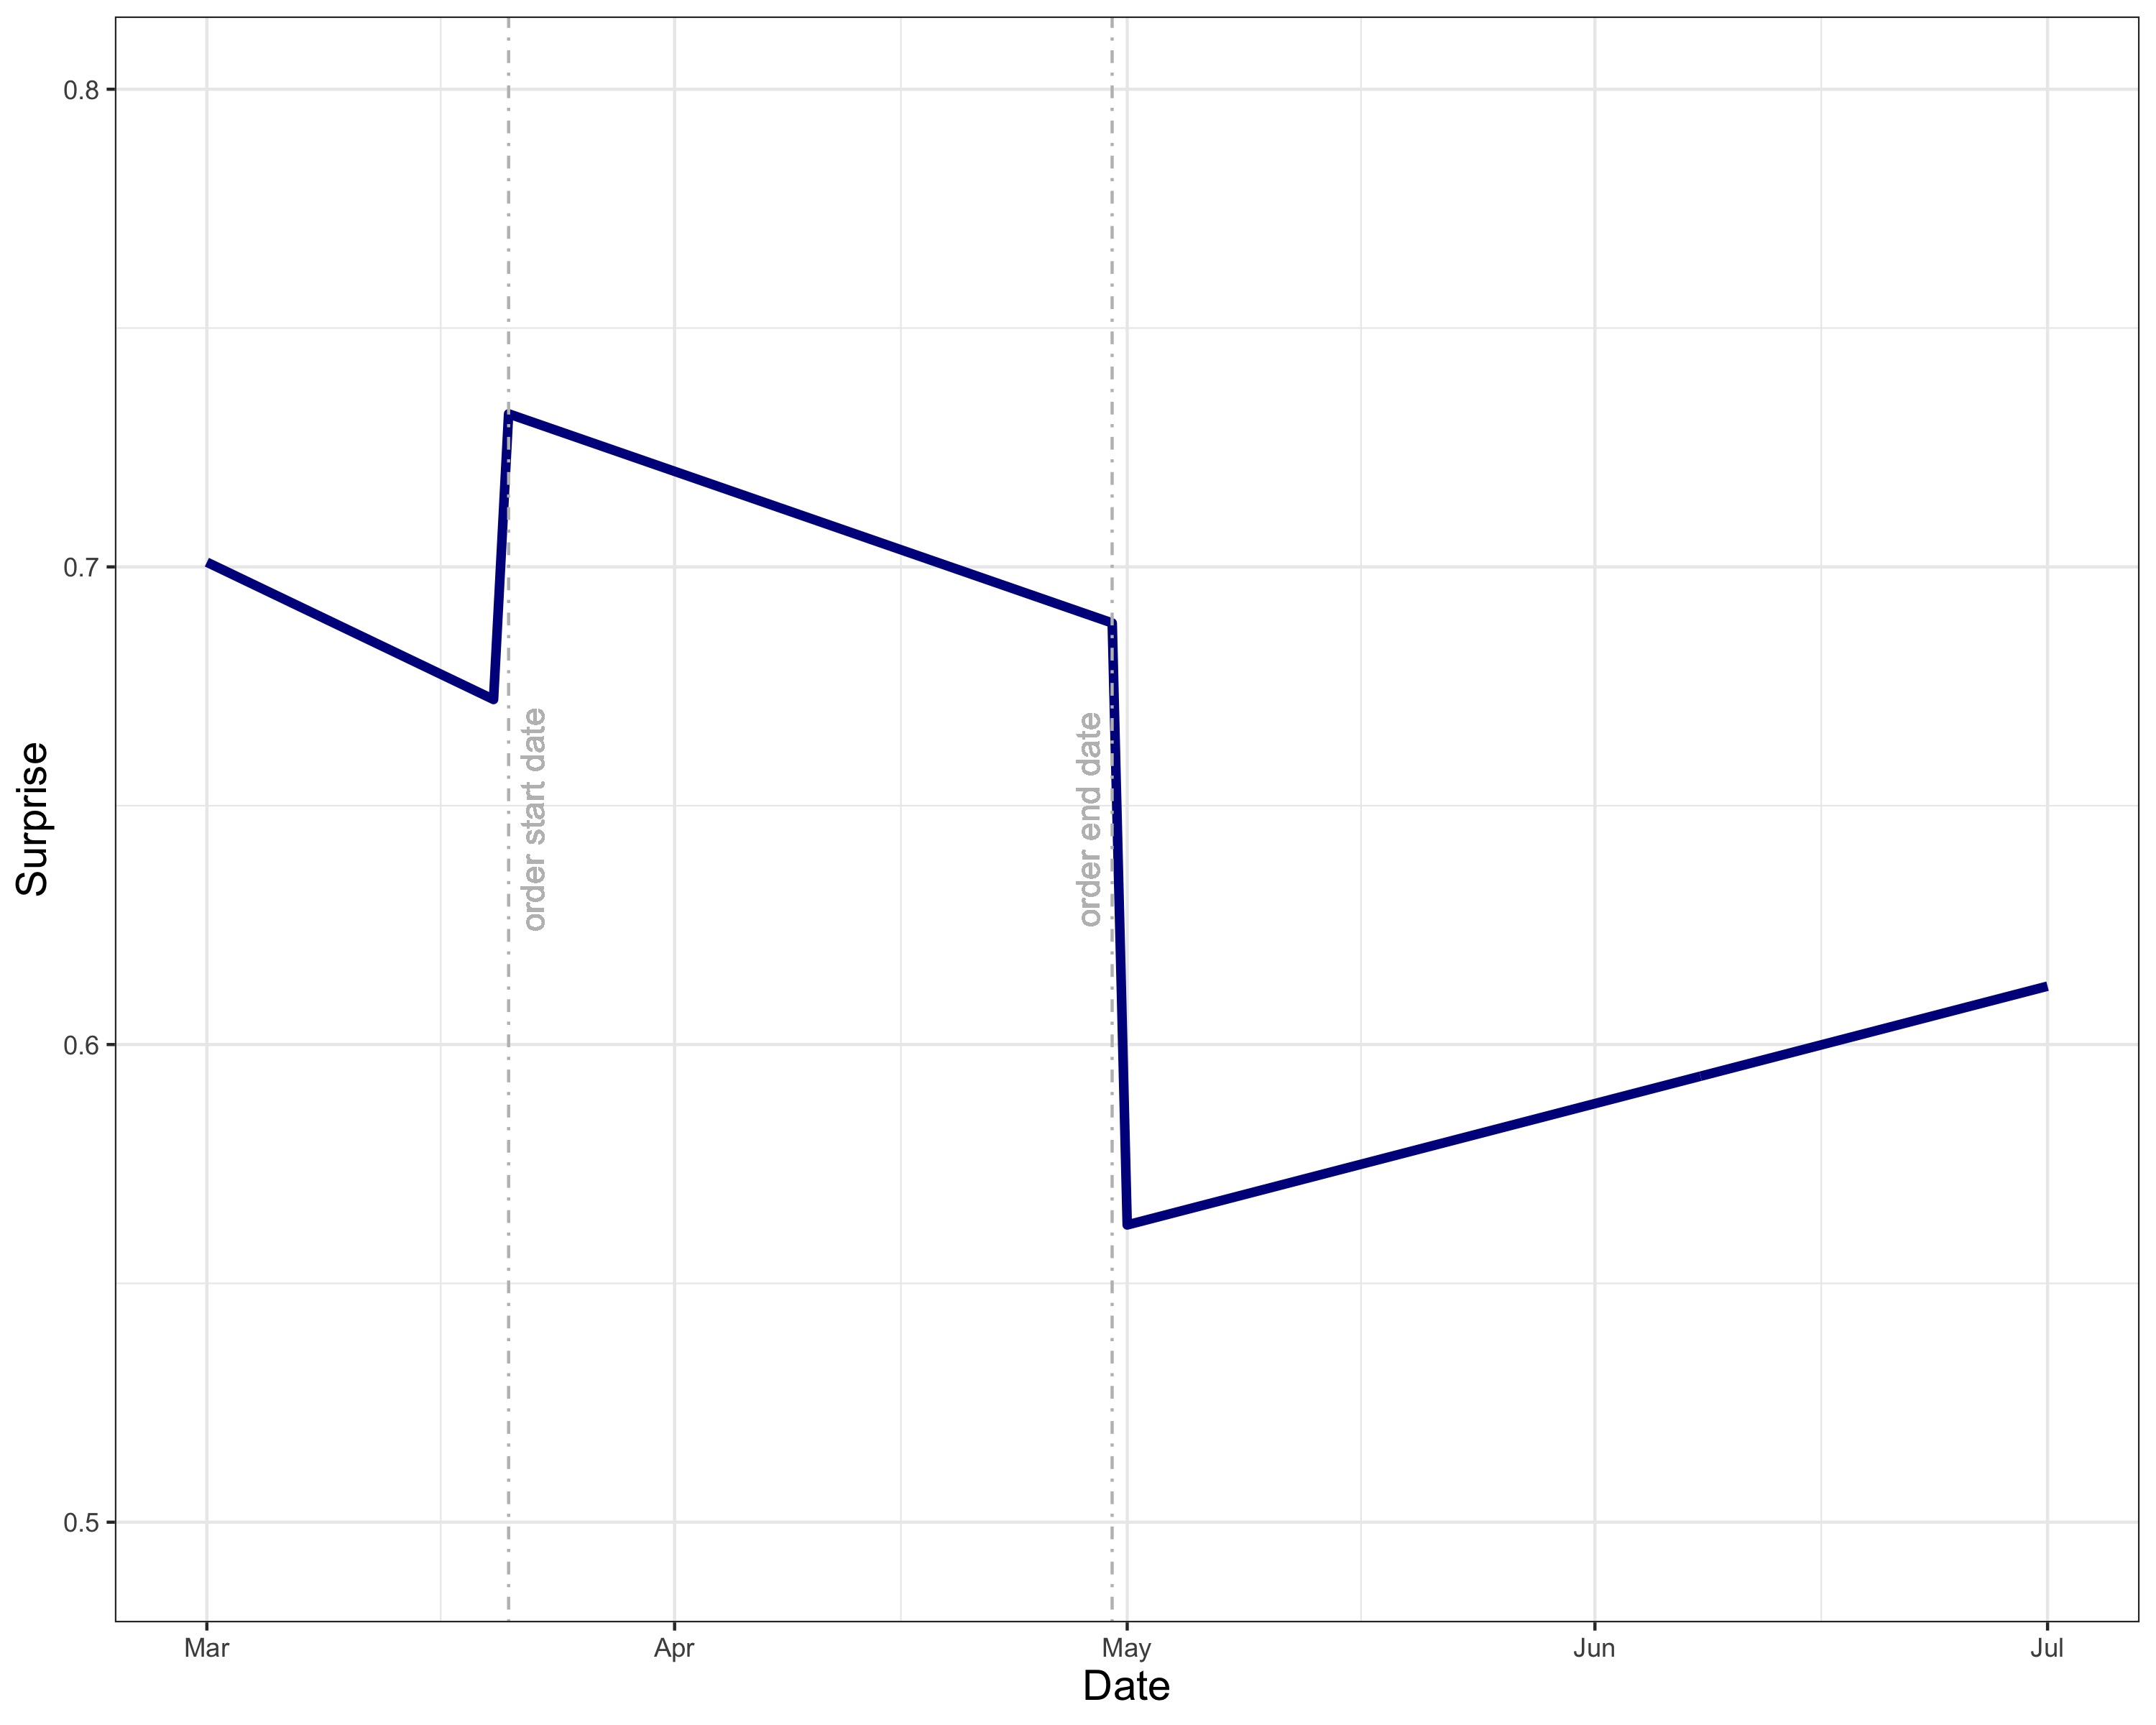 0.8
0.7
0.6
0.5
Surprise
order start date
order end date
Mar
Apr
May
Jun
Jul
Date